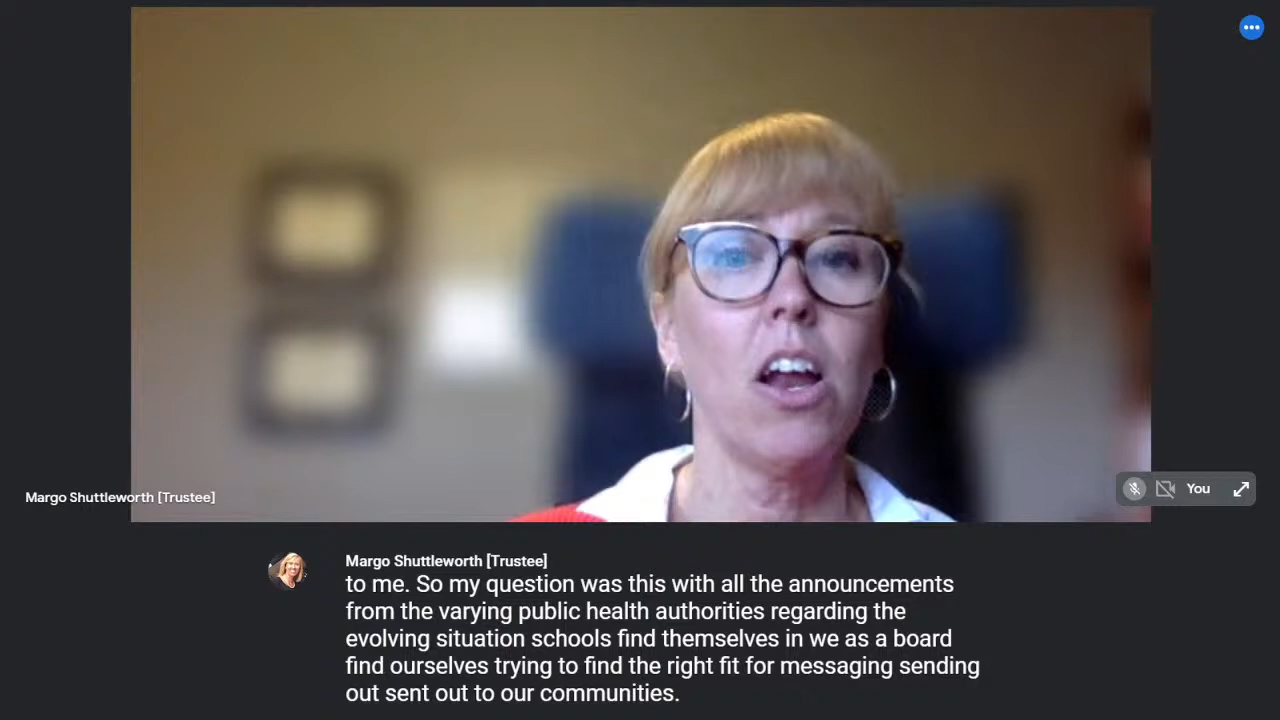 Margo Shuttleworth [Trustee]
You
Margo Shuttleworth [Trustee]
to me. So my question was this with all the announcements
from the varying public health authorities regarding the
evolving situation schools find themselves in we as a board
find ourselves trying to find the right fit for messaging sending
out sent out to our communities.